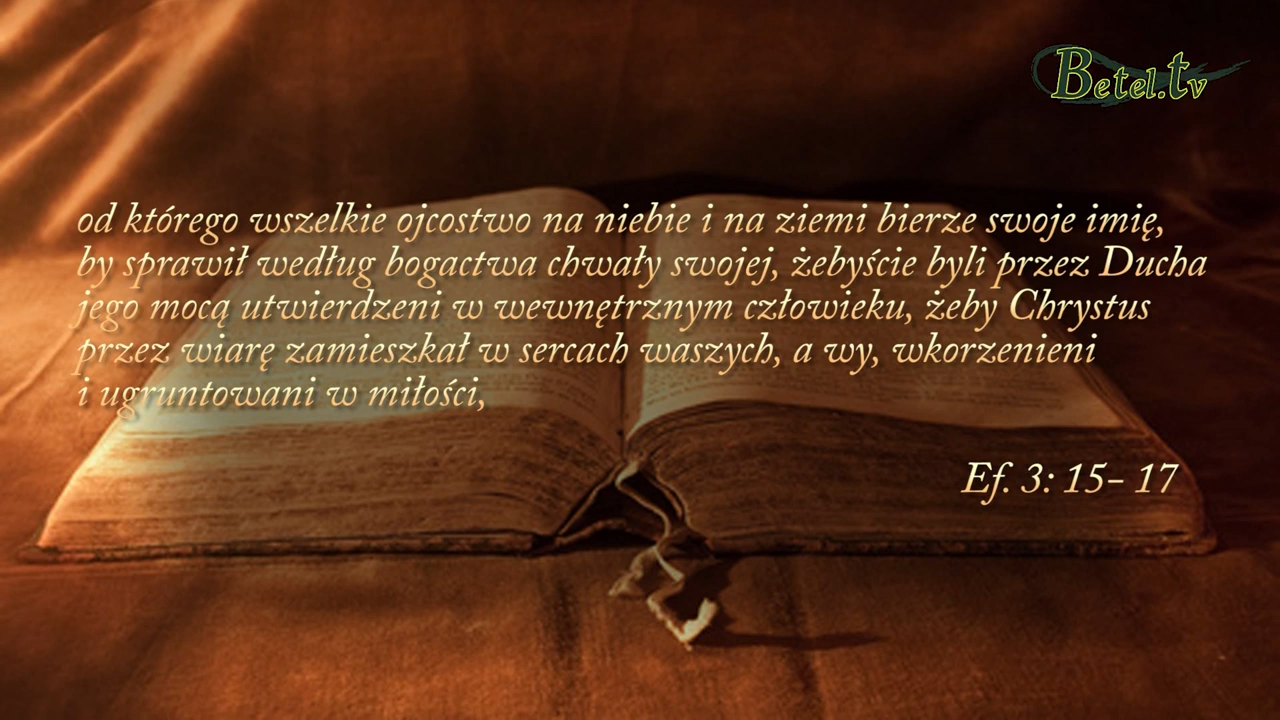 Betel.tv
od którego wszelkie ojcostwo na niebie i na ziemi bierze swoje imię,
by sprawił według bogactwa chwały swojej, żebyście byli przez Ducha
jego mocą utwierdzeni w wewnętrznym człowieku, żeby Chrystus
przez wiarę zamieszkał w sercach waszych, a wy, wkorzenieni
i ugruntowani w miłości,
Ef. 3: 15- 17